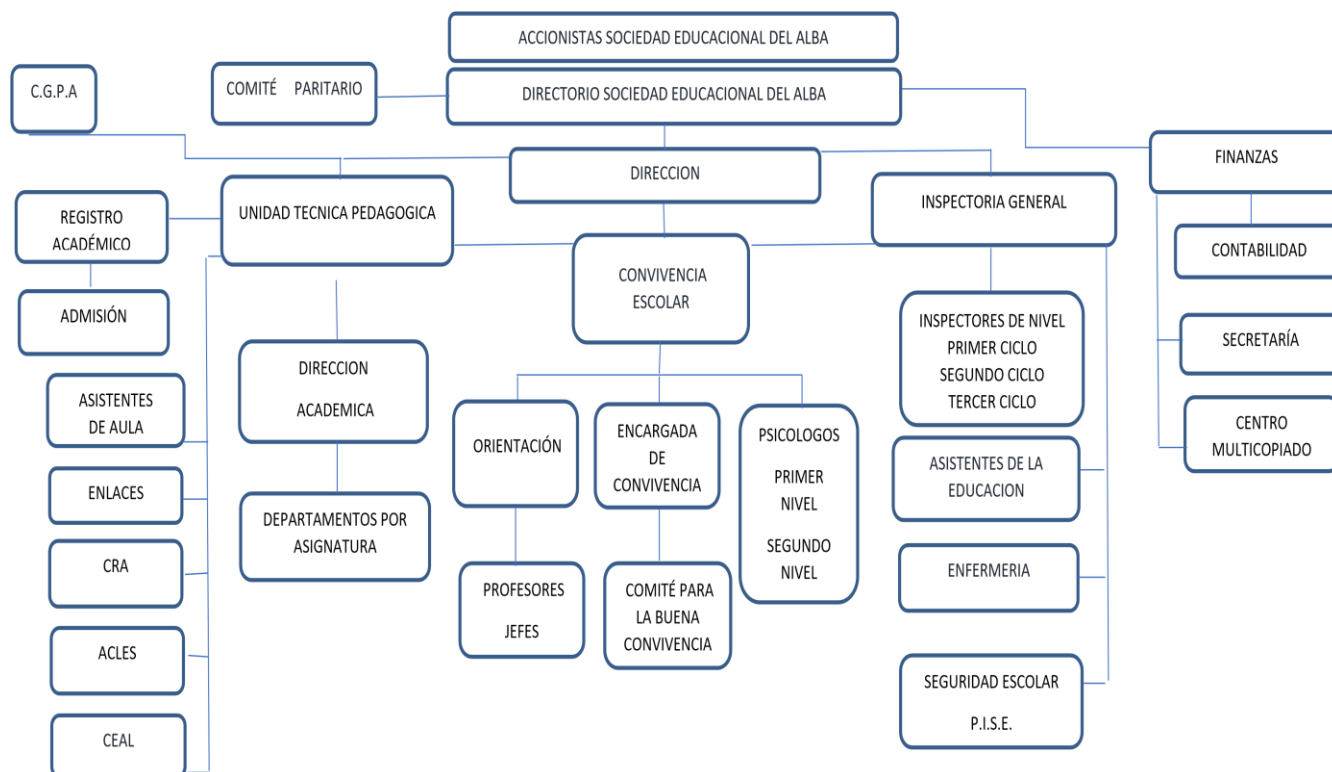 ACCIONISTAS SOCIEDAD EDUCACIONAL DEL ALBA
C.G.P.A
COMITÉ PARITARIO
DIRECTORIO SOCIEDAD EDUCACIONAL DEL ALBA
DIRECCION
FINANZAS
REGISTRO
ACADÉMICO
UNIDAD TECNICA PEDAGOGICA
INSPECTORIA GENERAL
CONTABILIDAD
CONVIVENCIA
ESCOLAR
ADMISIÓN
INSPECTORES DE NIVEL
PRIMER CICLO
SEGUNDO CICLO
TERCER CICLO
SECRETARÍA
DIRECCION
ACADEMICA
ASISTENTES
DE AULA
ORIENTACIÓN
ENCARGADA
DE
CONVIVENCIA
PSICOLOGOS
PRIMER
NIVEL
SEGUNDO
NIVEL
CENTRO
MULTICOPIADO
ASISTENTES DE LA
EDUCACION
ENLACES
DEPARTAMENTOS POR
ASIGNATURA
CRA
ENFERMERIA
PROFESORES
JEFES
COMITÉ PARA
LA BUENA
CONVIVENCIA
ACLES
SEGURIDAD ESCOLAR
P.I.S.E.
CEAL